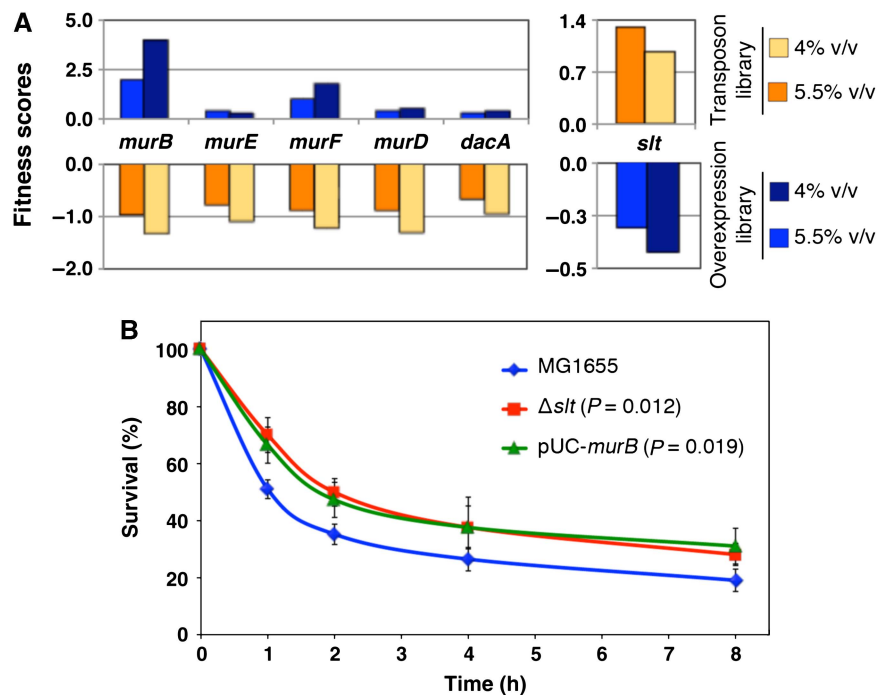 A
Fitness scores
5.0
2.5
0.0
murB murE murF murD dacA
0.0
−1.0
−2.0
1.4
0.7
0.0
slt
0.0
−0.3
−0.5
Transposon library
4% v/v
5.5% v/v
Overexpression library
4% v/v
5.5% v/v
B
Survival (%)
100
80
60
40
20
0
MG1655
Δslt (P = 0.012)
pUC-murB (P = 0.019)
0 1 2 3 4 5 6 7 8
Time (h)